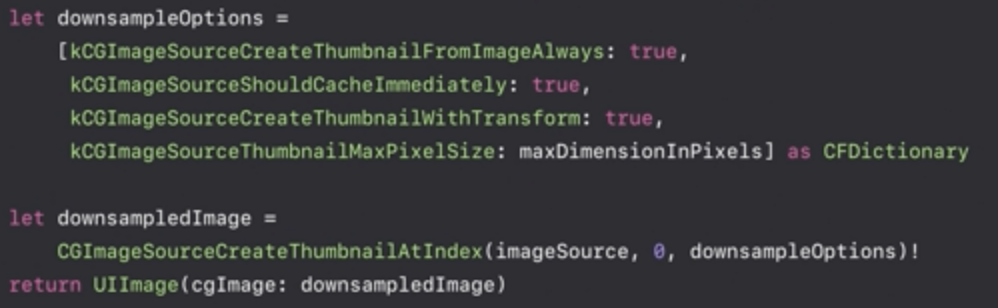 let downsampleOptions =
[kCGImageSourceCreateThumbnailFromImageAlways: true,
kCGImageSourceShouldCacheImmediately: true,
kCGImageSourceCreateThumbnailWithTransform: true,
kCGImageSourceThumbnailMaxPixelSize: maxDimensionInPixels] as CFDictionary
let downsampledImage =
CGImageSourceCreateThumbnailAtIndex(imageSource, 0, downsampleOptions)!
return UIImage(cgImage: downsampledImage)